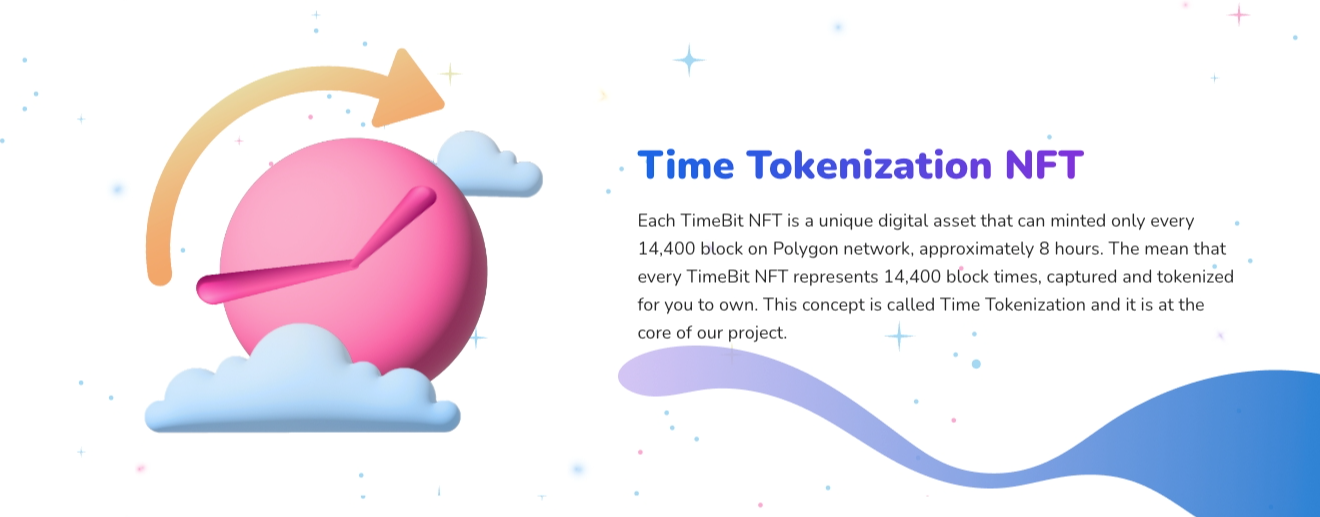 Time Tokenization NFT
Each TimeBit NFT is a unique digital asset that can minted only every
14,400 block on Polygon network, approximately 8 hours. The mean that
every TimeBit NFT represents 14,400 block times, captured and tokenized
for you to own. This concept is called Time Tokenization and it is at the
core of our project.